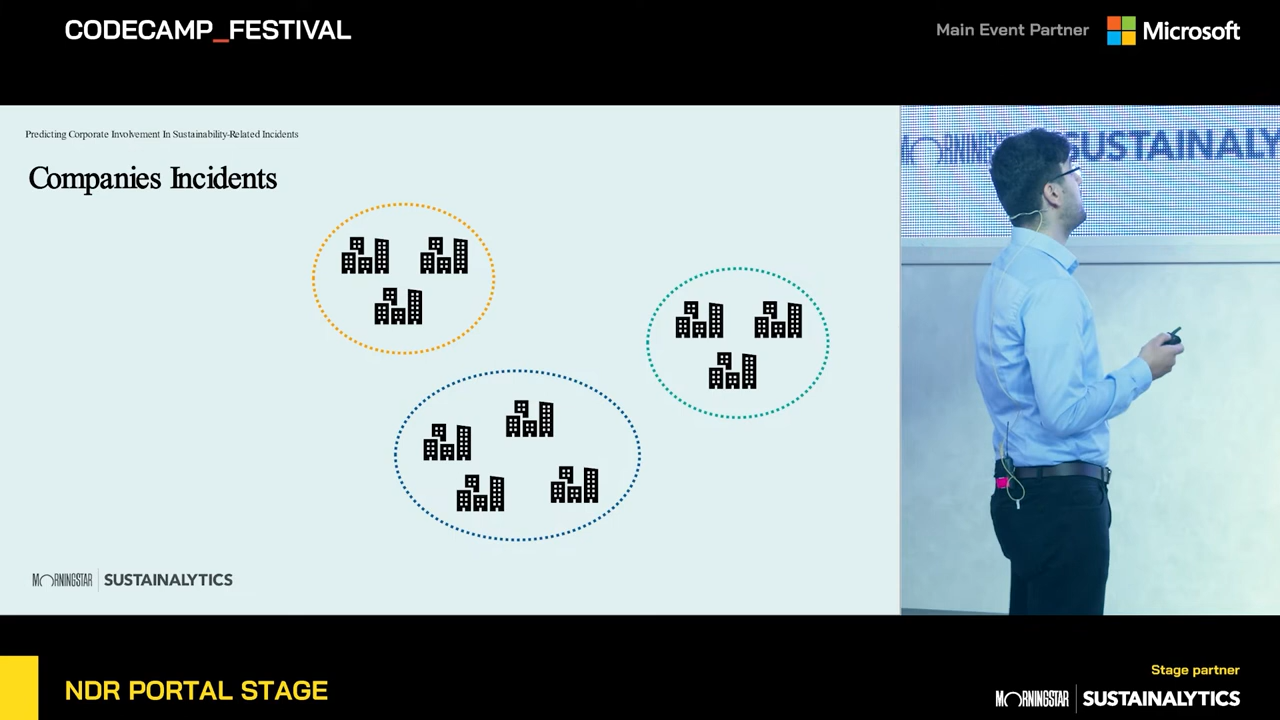 CODECAMP_FESTIVAL
Main Event Partner
Microsoft
Predicting Corporate Involvement In Sustainability-Related Incidents
Companies Incidents
MORNINGSTAR | SUSTAINALYTICS
MORNINGSTAR SUSTAINALY
NDR PORTAL STAGE
Stage partner
MORNINGSTAR | SUSTAINALYTICS